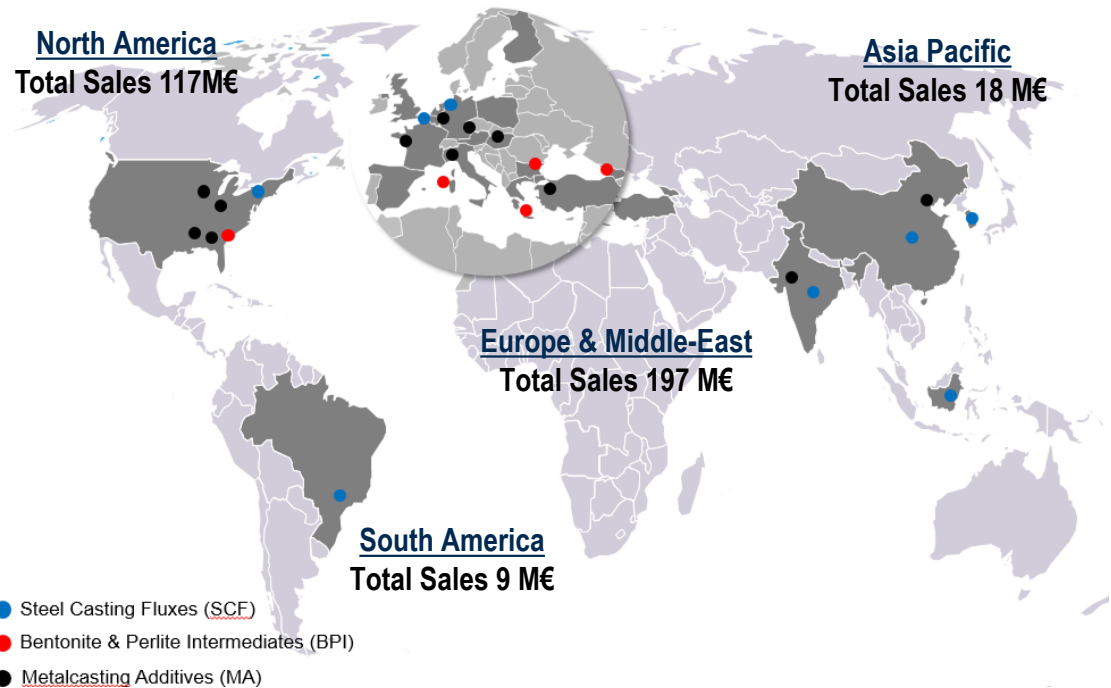 North America
Total Sales 117M€
Asia Pacific
Total Sales 18 M€
Europe & Middle-East
Total Sales 197 M€
South America
Total Sales 9 M€
Steel Casting Fluxes (SCF)
Bentonite & Perlite Intermediates (BPI)
Metalcasting Additives (MA)